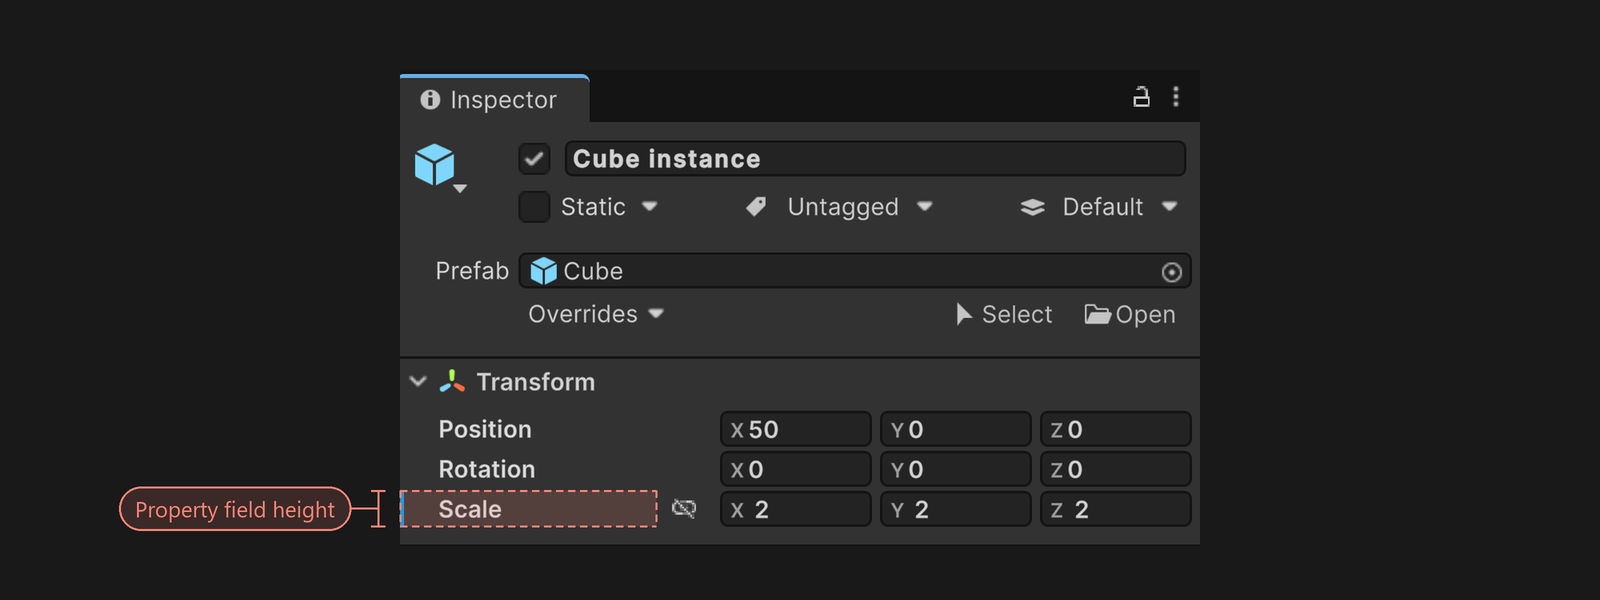 Inspector
Cube instance
Static Untagged Default
Prefab Cube
Overrides Select Open
Transform
Position X 50 Y 0 Z 0
Rotation X 0 Y 0 Z 0
Property field height Scale X 2 Y 2 Z 2